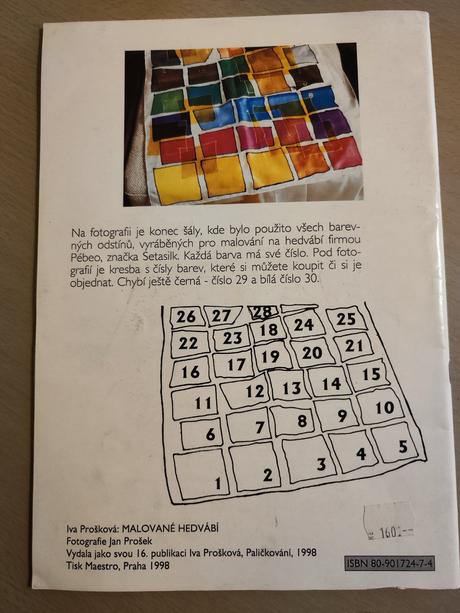 Na fotografii je konec šály, kde bylo použito všech barev-
ných odstínů, vyráběných pro malování na hedvábí firmou
Pébeo, značka Setasilk. Každá barva má své číslo. Pod foto-
grafií je kresba s čísly barev, které si můžete koupit či si je
objednat. Chybí ještě černá - číslo 29 a bílá číslo 30.
26 27 28
18 24 25
22 23
19 20 21
16 17
11 12 13 14 15
6 7 8 9 10
1 2 3 4 5
160,--
Iva Prošková: MALOVANÉ HEDVÁBÍ
Fotografie Jan Prošek
Vydala jako svou 16. publikaci Iva Prošková, Paličkování, 1998
Tisk Maestro, Praha 1998
ISBN 80-901724-7-4